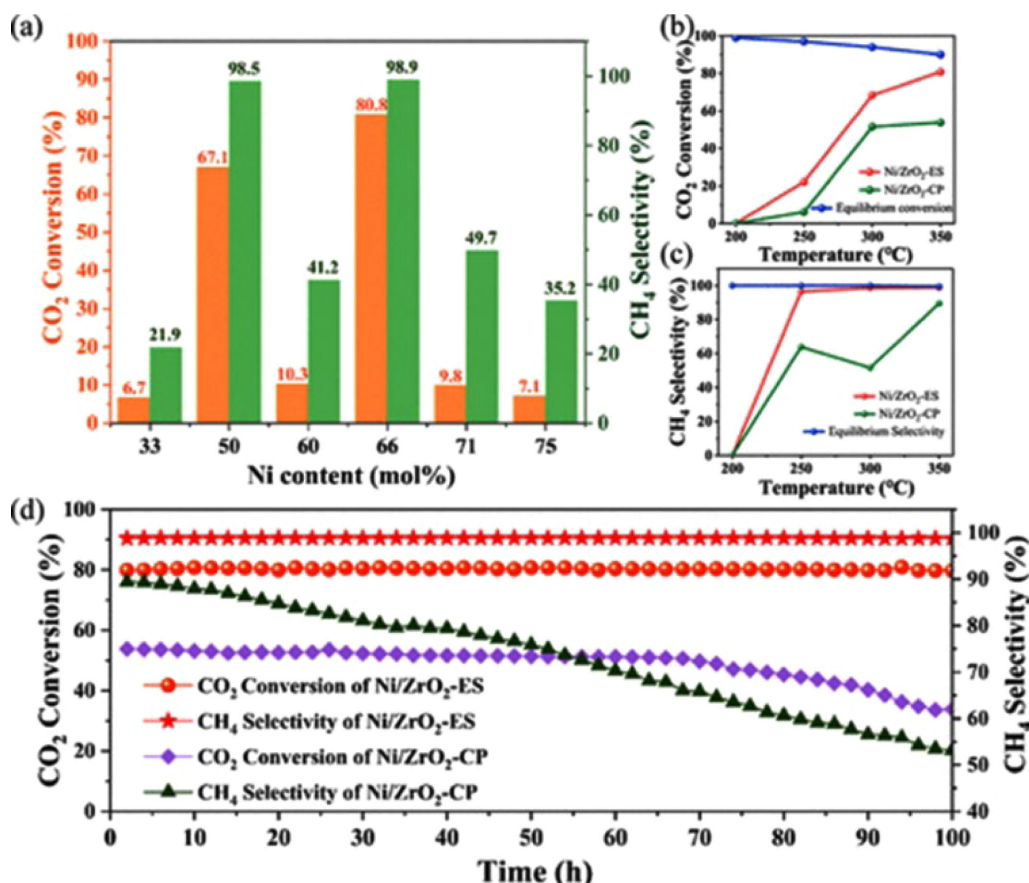 (a)
CO₂ Conversion (%)
100
90
80
70
60
50
40
30
20
10
0
6.7
21.9
67.1
98.5
10.3
41.2
80.8
98.9
9.8
49.7
7.1
35.2
100
80
60
40
20
0
CH₄ Selectivity (%)
33 50 60 66 71 75
Ni content (mol%)
(b)
CO₂ Conversion (%)
100
80
60
40
20
0
Ni/ZrO₂-ES
Ni/ZrO₂-CP
Equilibrium conversion
200 250 300 350
Temperature (°C)
(c)
CH₄ Selectivity (%)
100
80
60
40
20
0
Ni/ZrO₂-ES
Ni/ZrO₂-CP
Equilibrium Selectivity
200 250 300 350
Temperature (°C)
(d)
CO₂ Conversion (%)
100
80
60
40
20
0
CO₂ Conversion of Ni/ZrO₂-ES
CH₄ Selectivity of Ni/ZrO₂-ES
CO₂ Conversion of Ni/ZrO₂-CP
CH₄ Selectivity of Ni/ZrO₂-CP
100
90
80
70
60
50
40
CH₄ Selectivity (%)
0 10 20 30 40 50 60 70 80 90 100
Time (h)